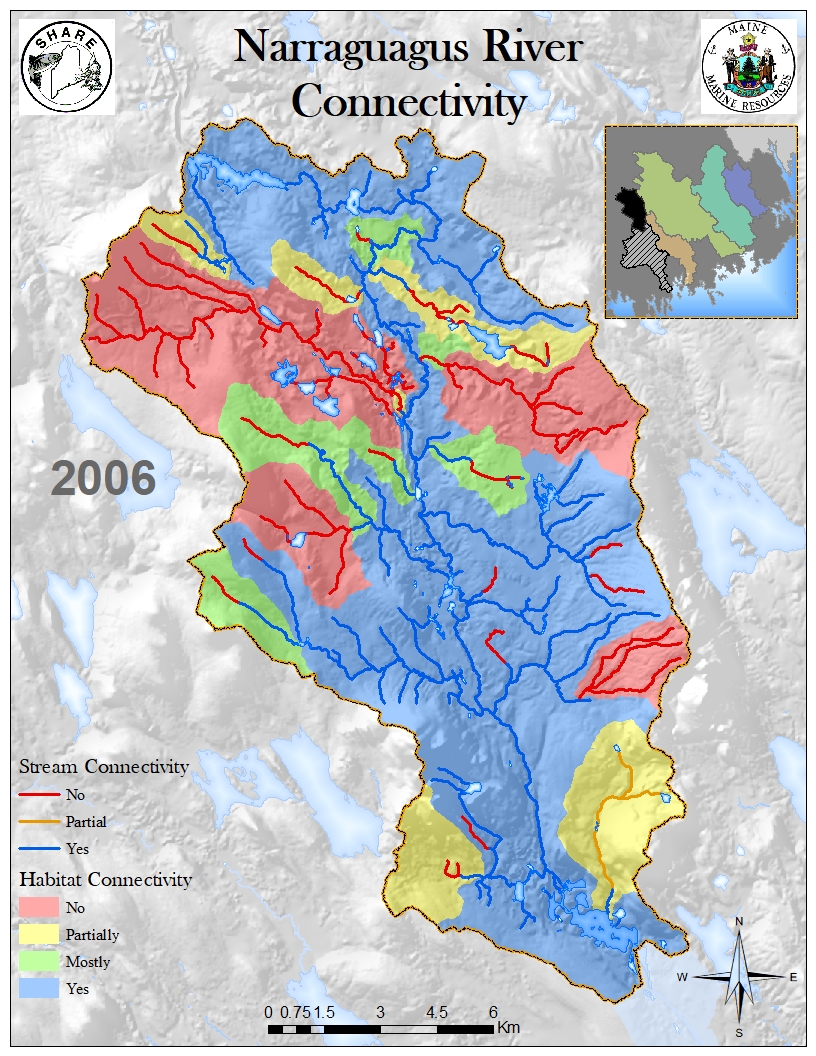 SHARE
Narraguagus River
Connectivity
MAINE
MARINE RESOURCES
2006
Stream Connectivity
No
Partial
Yes
Habitat Connectivity
No
Partially
Mostly
Yes
0 0.75 1.5 3 4.5 6
Km
N
W E
S